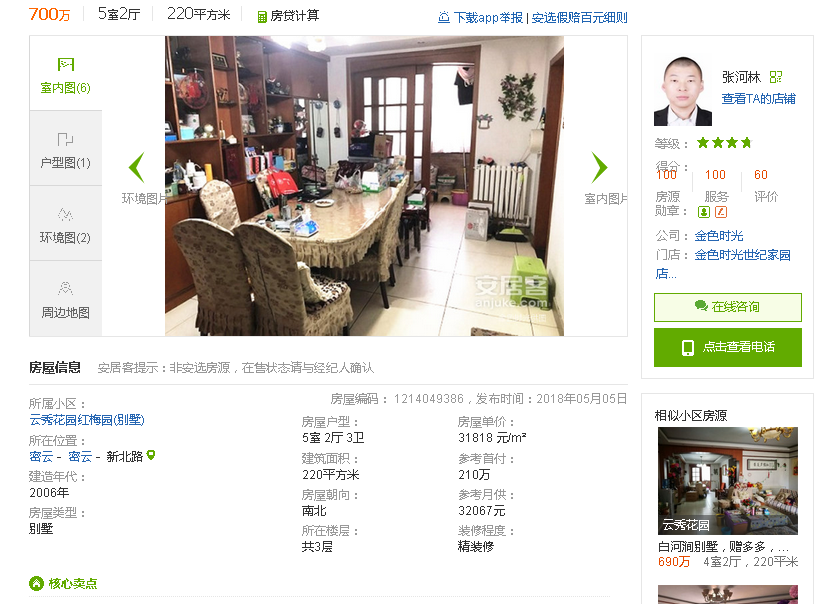 700万 5室2厅 220平方米 房贷计算 下载app举报 | 安选假赔百元细则
室内图(6)
户型图(1)
环境图(2)
周边地图
环境图片
室内图片
安居客
anjuke.com
张河林
查看TA的店铺
等级：
得分：
100 100 60
房源 服务 评价
勋章：
公司： 金色时光
门店： 金色时光世纪家园
店...
在线咨询
点击查看电话
房屋信息 安居客提示：非安选房源，在售状态请与经纪人确认
房屋编码： 1214049386，发布时间：2018年05月05日
所属小区：
云秀花园红梅园(别墅)
所在位置：
密云 - 密云 - 新北路
建造年代：
2006年
房屋类型：
别墅
房屋户型：
5室 2厅 3卫
建筑面积：
220平方米
房屋朝向：
南北
所在楼层：
共3层
房屋单价：
31818 元/m²
参考首付：
210万
参考月供：
32067元
装修程度：
精装修
核心卖点
相似小区房源
云秀花园
白河涧别墅，赠多多，...
690万 4室2厅，220平米